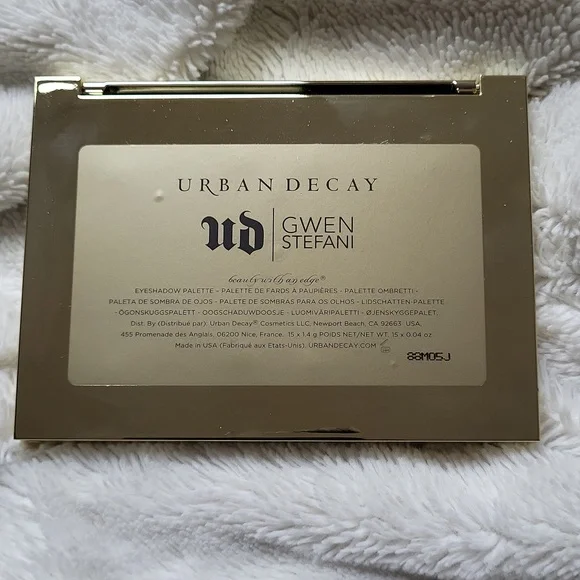 URBAN DECAY
UD | GWEN
STEFANI
beauty with an edge®
EYESHADOW PALETTE - PALETTE DE FARDS À PAUPIÈRES - PALETTE OMBRETTI -
PALETA DE SOMBRA DE OJOS - PALETE DE SOMBRAS PARA OS OLHOS - LIDSCHATTEN-PALETTE
- ÖGONSKUGGSPALETT - OOGSCHADUWDOOSJE - LUOMIVÄRIPALETTI - ØJENSKYGGEPALET
Dist. By (Distribué par): Urban Decay® Cosmetics LLC, Newport Beach, CA 92663 USA.
455 Promenade des Anglais, 06200 Nice, France. 15 x 1.4 g POIDS NET/NET WT. 15 x 0.04 oz
Made in USA (Fabriqué aux États-Unis). URBANDECAY.COM
88M05J